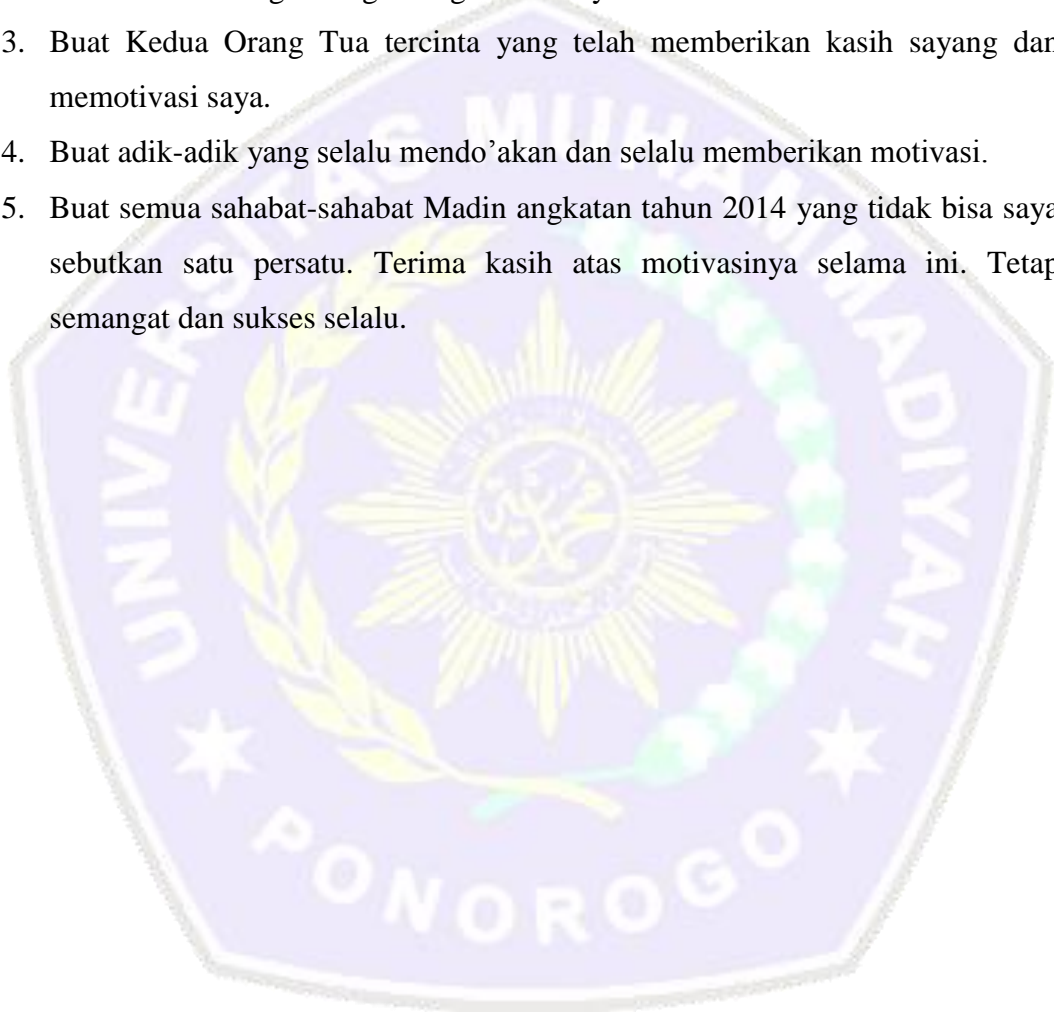 3. Buat Kedua Orang Tua tercinta yang telah memberikan kasih sayang dan
memotivasi saya.
4. Buat adik-adik yang selalu mendo’akan dan selalu memberikan motivasi.
5. Buat semua sahabat-sahabat Madin angkatan tahun 2014 yang tidak bisa saya
sebutkan satu persatu. Terima kasih atas motivasinya selama ini. Tetap
semangat dan sukses selalu.
UNIVERSITAS MUHAMMADIYAH
PONOROGO